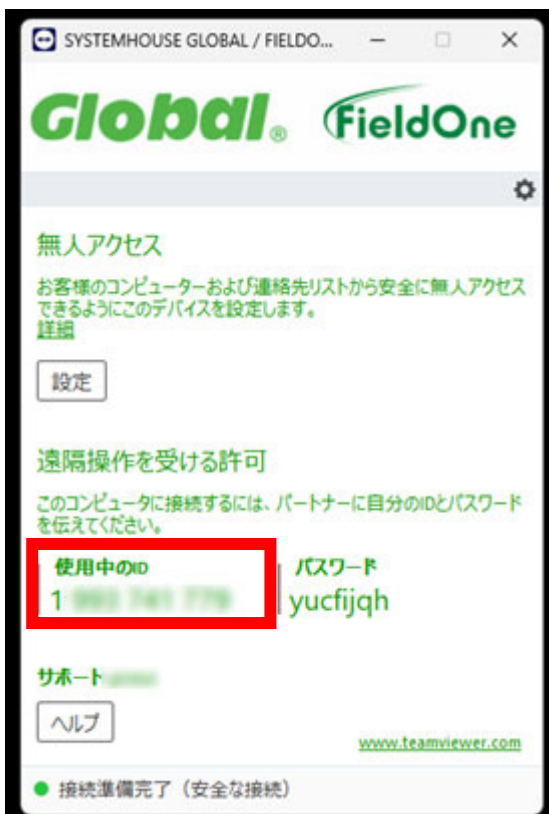 SYSTEMHOUSE GLOBAL / FIELDO...
Global®
FieldOne
無人アクセス
お客様のコンピューターおよび連絡先リストから安全に無人アクセス
できるようにこのデバイスを設定します。
詳細
設定
遠隔操作を受ける許可
このコンピュータに接続するには、パートナーに自分のIDとパスワード
を伝えてください。
使用中のID
パスワード
1
yucfijqh
サポート
ヘルプ
www.teamviewer.com
接続準備完了（安全な接続）